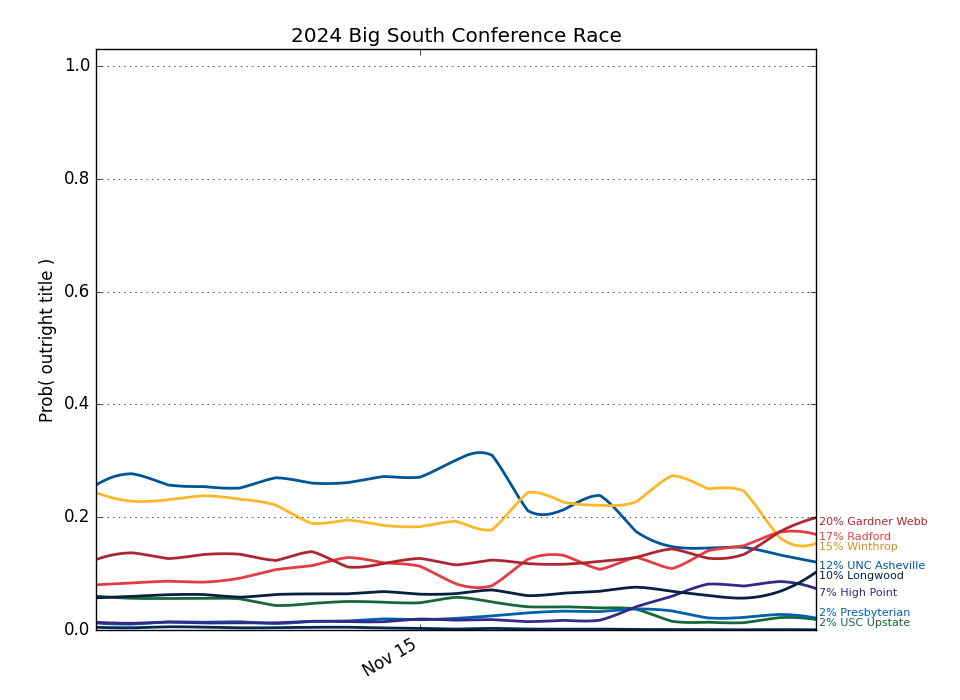 2024 Big South Conference Race
1.0
0.8
0.6
0.4
0.2
0.0
Prob( outright title )
Nov 15
20% Gardner Webb
17% Radford
15% Winthrop
12% UNC Asheville
10% Longwood
7% High Point
2% Presbyterian
2% USC Upstate